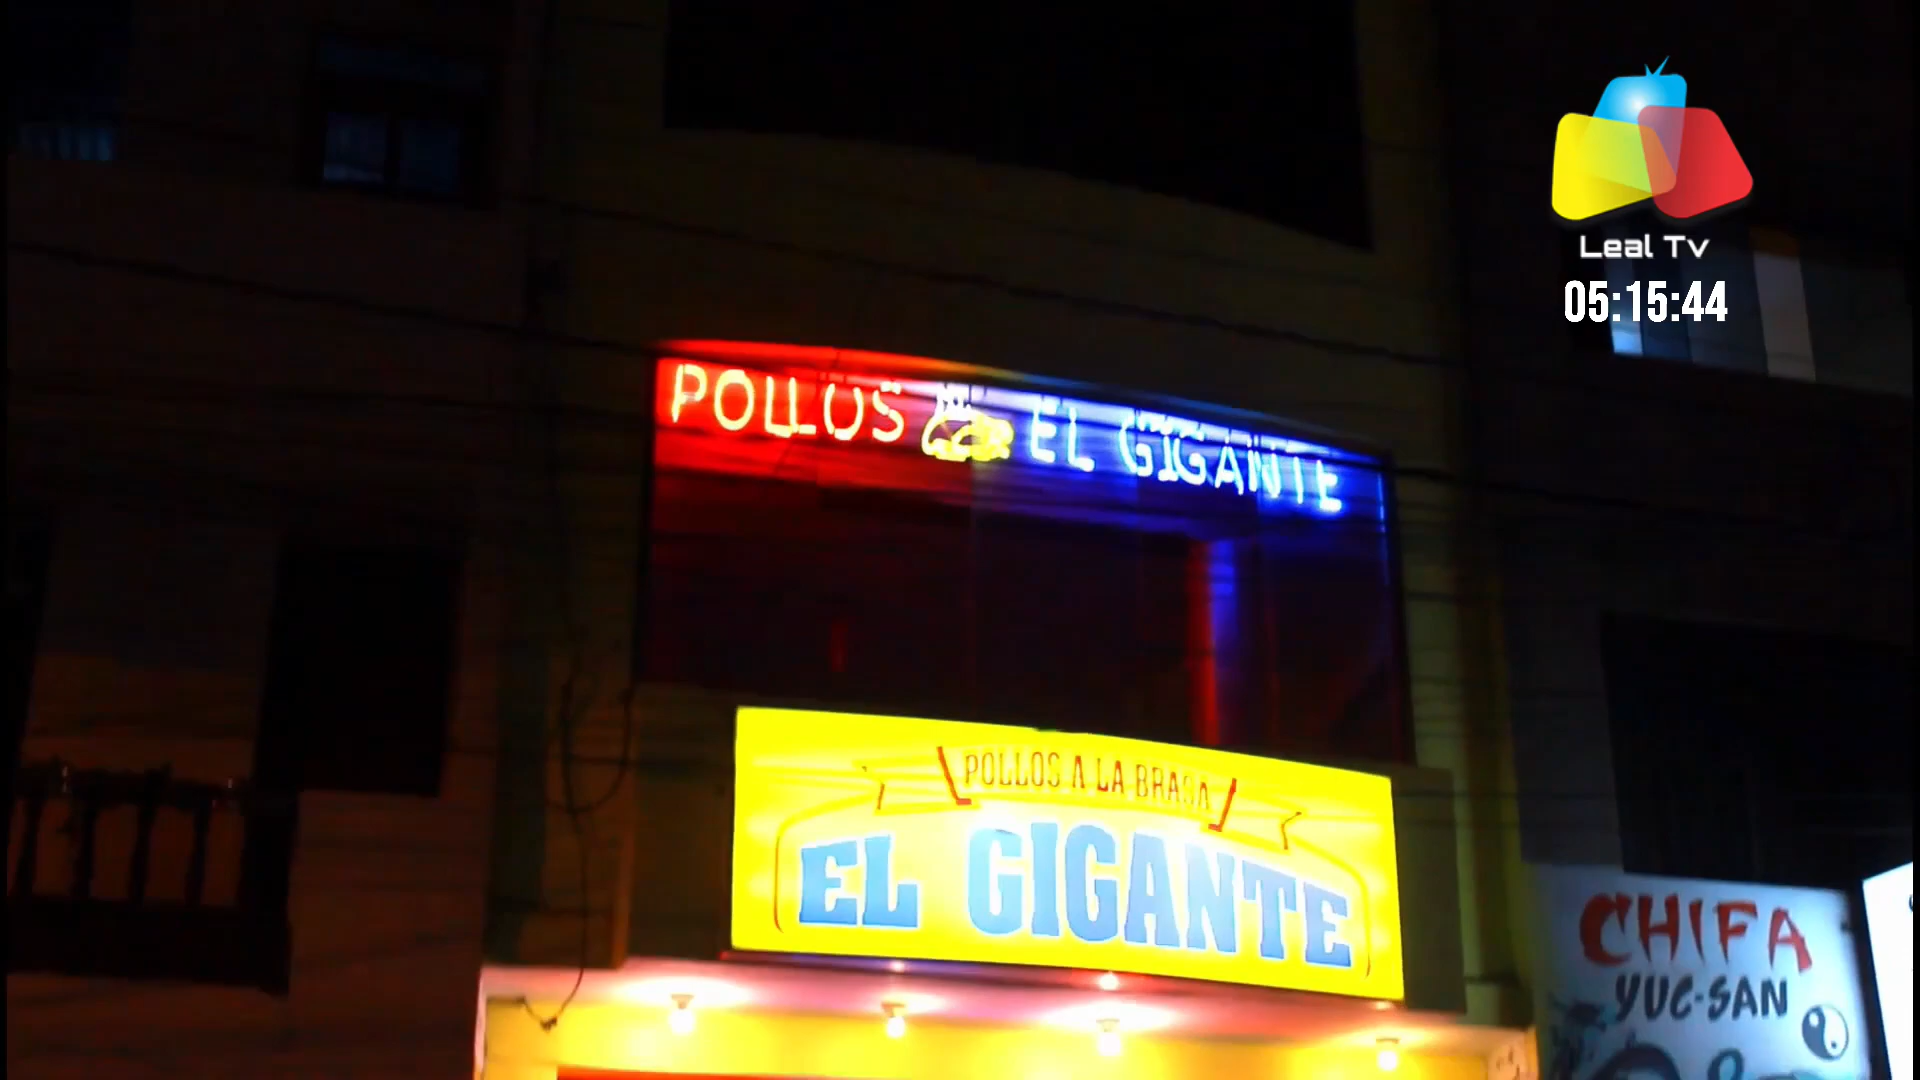 Leal Tv
05:15:44
POLLOS EL GIGANTE
POLLOS A LA BRASA
EL GIGANTE
CHIFA
YUC-SAN